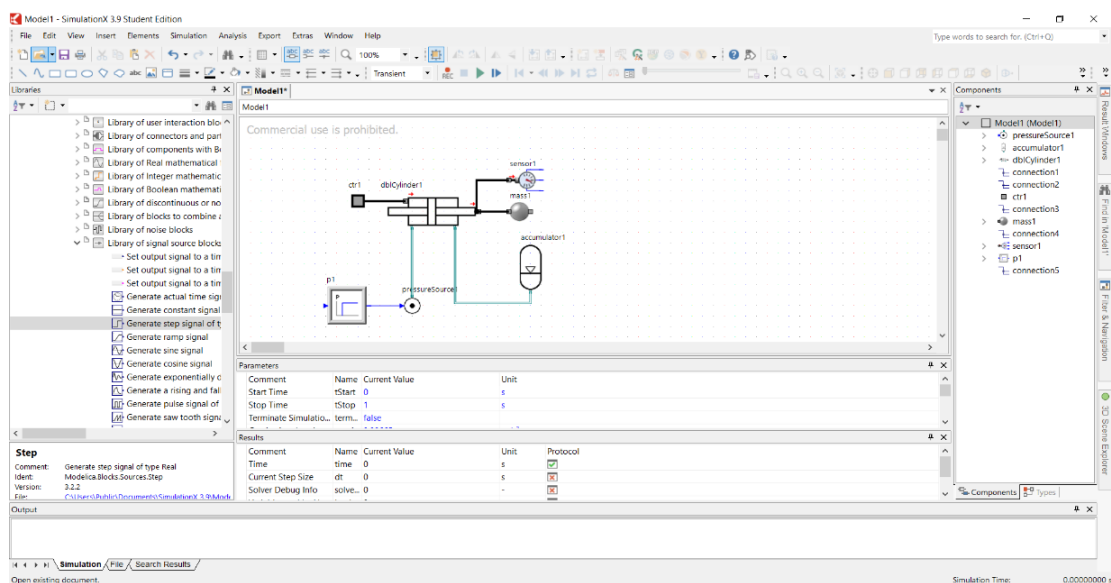 Model1 - SimulationX 3.9 Student Edition
File Edit View Insert Elements Simulation Analysis Export Extras Window Help
Type words to search for. (Ctrl+Q)
100%
abc
Transient
Libraries
Model1*
Components
Model1
Commercial use is prohibited.
Library of user interaction blo
Library of connectors and part
Library of components with Bo
Library of Real mathematical
Library of Integer mathematic
Library of Boolean mathemati
Library of discontinuous or no
Library of blocks to combine a
Library of noise blocks
Library of signal source blocks
Set output signal to a tim
Set output signal to a tim
Set output signal to a tim
Generate actual time sign
Generate constant signal
Generate step signal of t
Generate ramp signal
Generate sine signal
Generate cosine signal
Generate exponentially d
Generate a rising and fall
Generate pulse signal of
Generate saw tooth signa
sensor1
ctr1
dblCylinder1
mass1
accumulator1
p1
P
pressureSource1
Model1 (Model1)
pressureSource1
accumulator1
dblCylinder1
connection1
connection2
ctr1
connection3
mass1
connection4
sensor1
p1
connection5
Result Windows
Find in 'Model1'
Filter & Navigation
3D Scene Explorer
Parameters
Comment Name Current Value Unit
Start Time tStart 0 s
Stop Time tStop 1 s
Terminate Simulatio... term... false
Results
Comment Name Current Value Unit Protocol
Time time 0 s
Current Step Size dt 0 s
Solver Debug Info solve... 0 -
Step
Comment: Generate step signal of type Real
Ident: Modelica.Blocks.Sources.Step
Version: 3.2.2
File: C:\Users\Public\Documents\SimulationX 3.9\Mode
Components Types
Output
Simulation File Search Results
Open existing document.
Simulation Time: 0.00000000 s